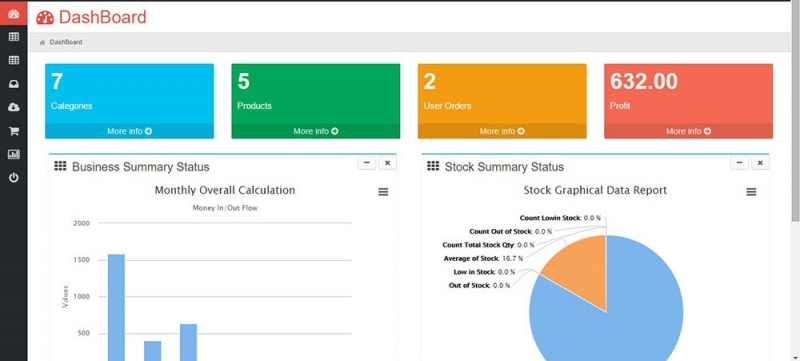 DashBoard
DashBoard
7
Categories
More info
5
Products
More info
2
User Orders
More info
632.00
Profit
More info
Business Summary Status
Monthly Overall Calculation
Money In/Out Flow
2000
1500
1000
500
Values
Stock Summary Status
Stock Graphical Data Report
Count Lowin Stock: 0.0 %
Count Out of Stock: 0.0 %
Count Total Stock Qty: 0.0 %
Average of Stock: 16.7 %
Low in Stock: 0.0 %
Out of Stock: 0.0 %